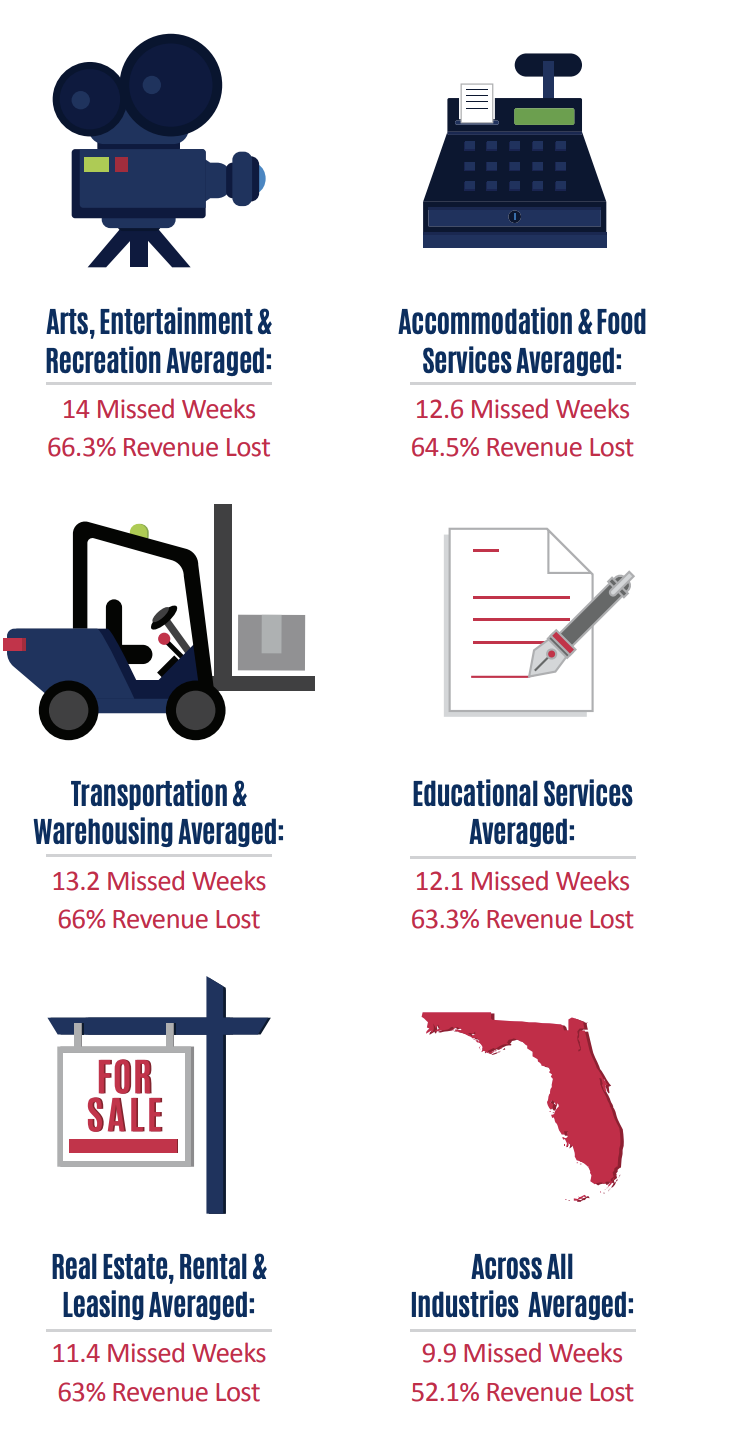 Arts, Entertainment &
Recreation Averaged:
14 Missed Weeks
66.3% Revenue Lost
Accommodation & Food
Services Averaged:
12.6 Missed Weeks
64.5% Revenue Lost
Transportation &
Warehousing Averaged:
13.2 Missed Weeks
66% Revenue Lost
Educational Services
Averaged:
12.1 Missed Weeks
63.3% Revenue Lost
FOR
SALE
Real Estate, Rental &
Leasing Averaged:
11.4 Missed Weeks
63% Revenue Lost
Across All
Industries Averaged:
9.9 Missed Weeks
52.1% Revenue Lost